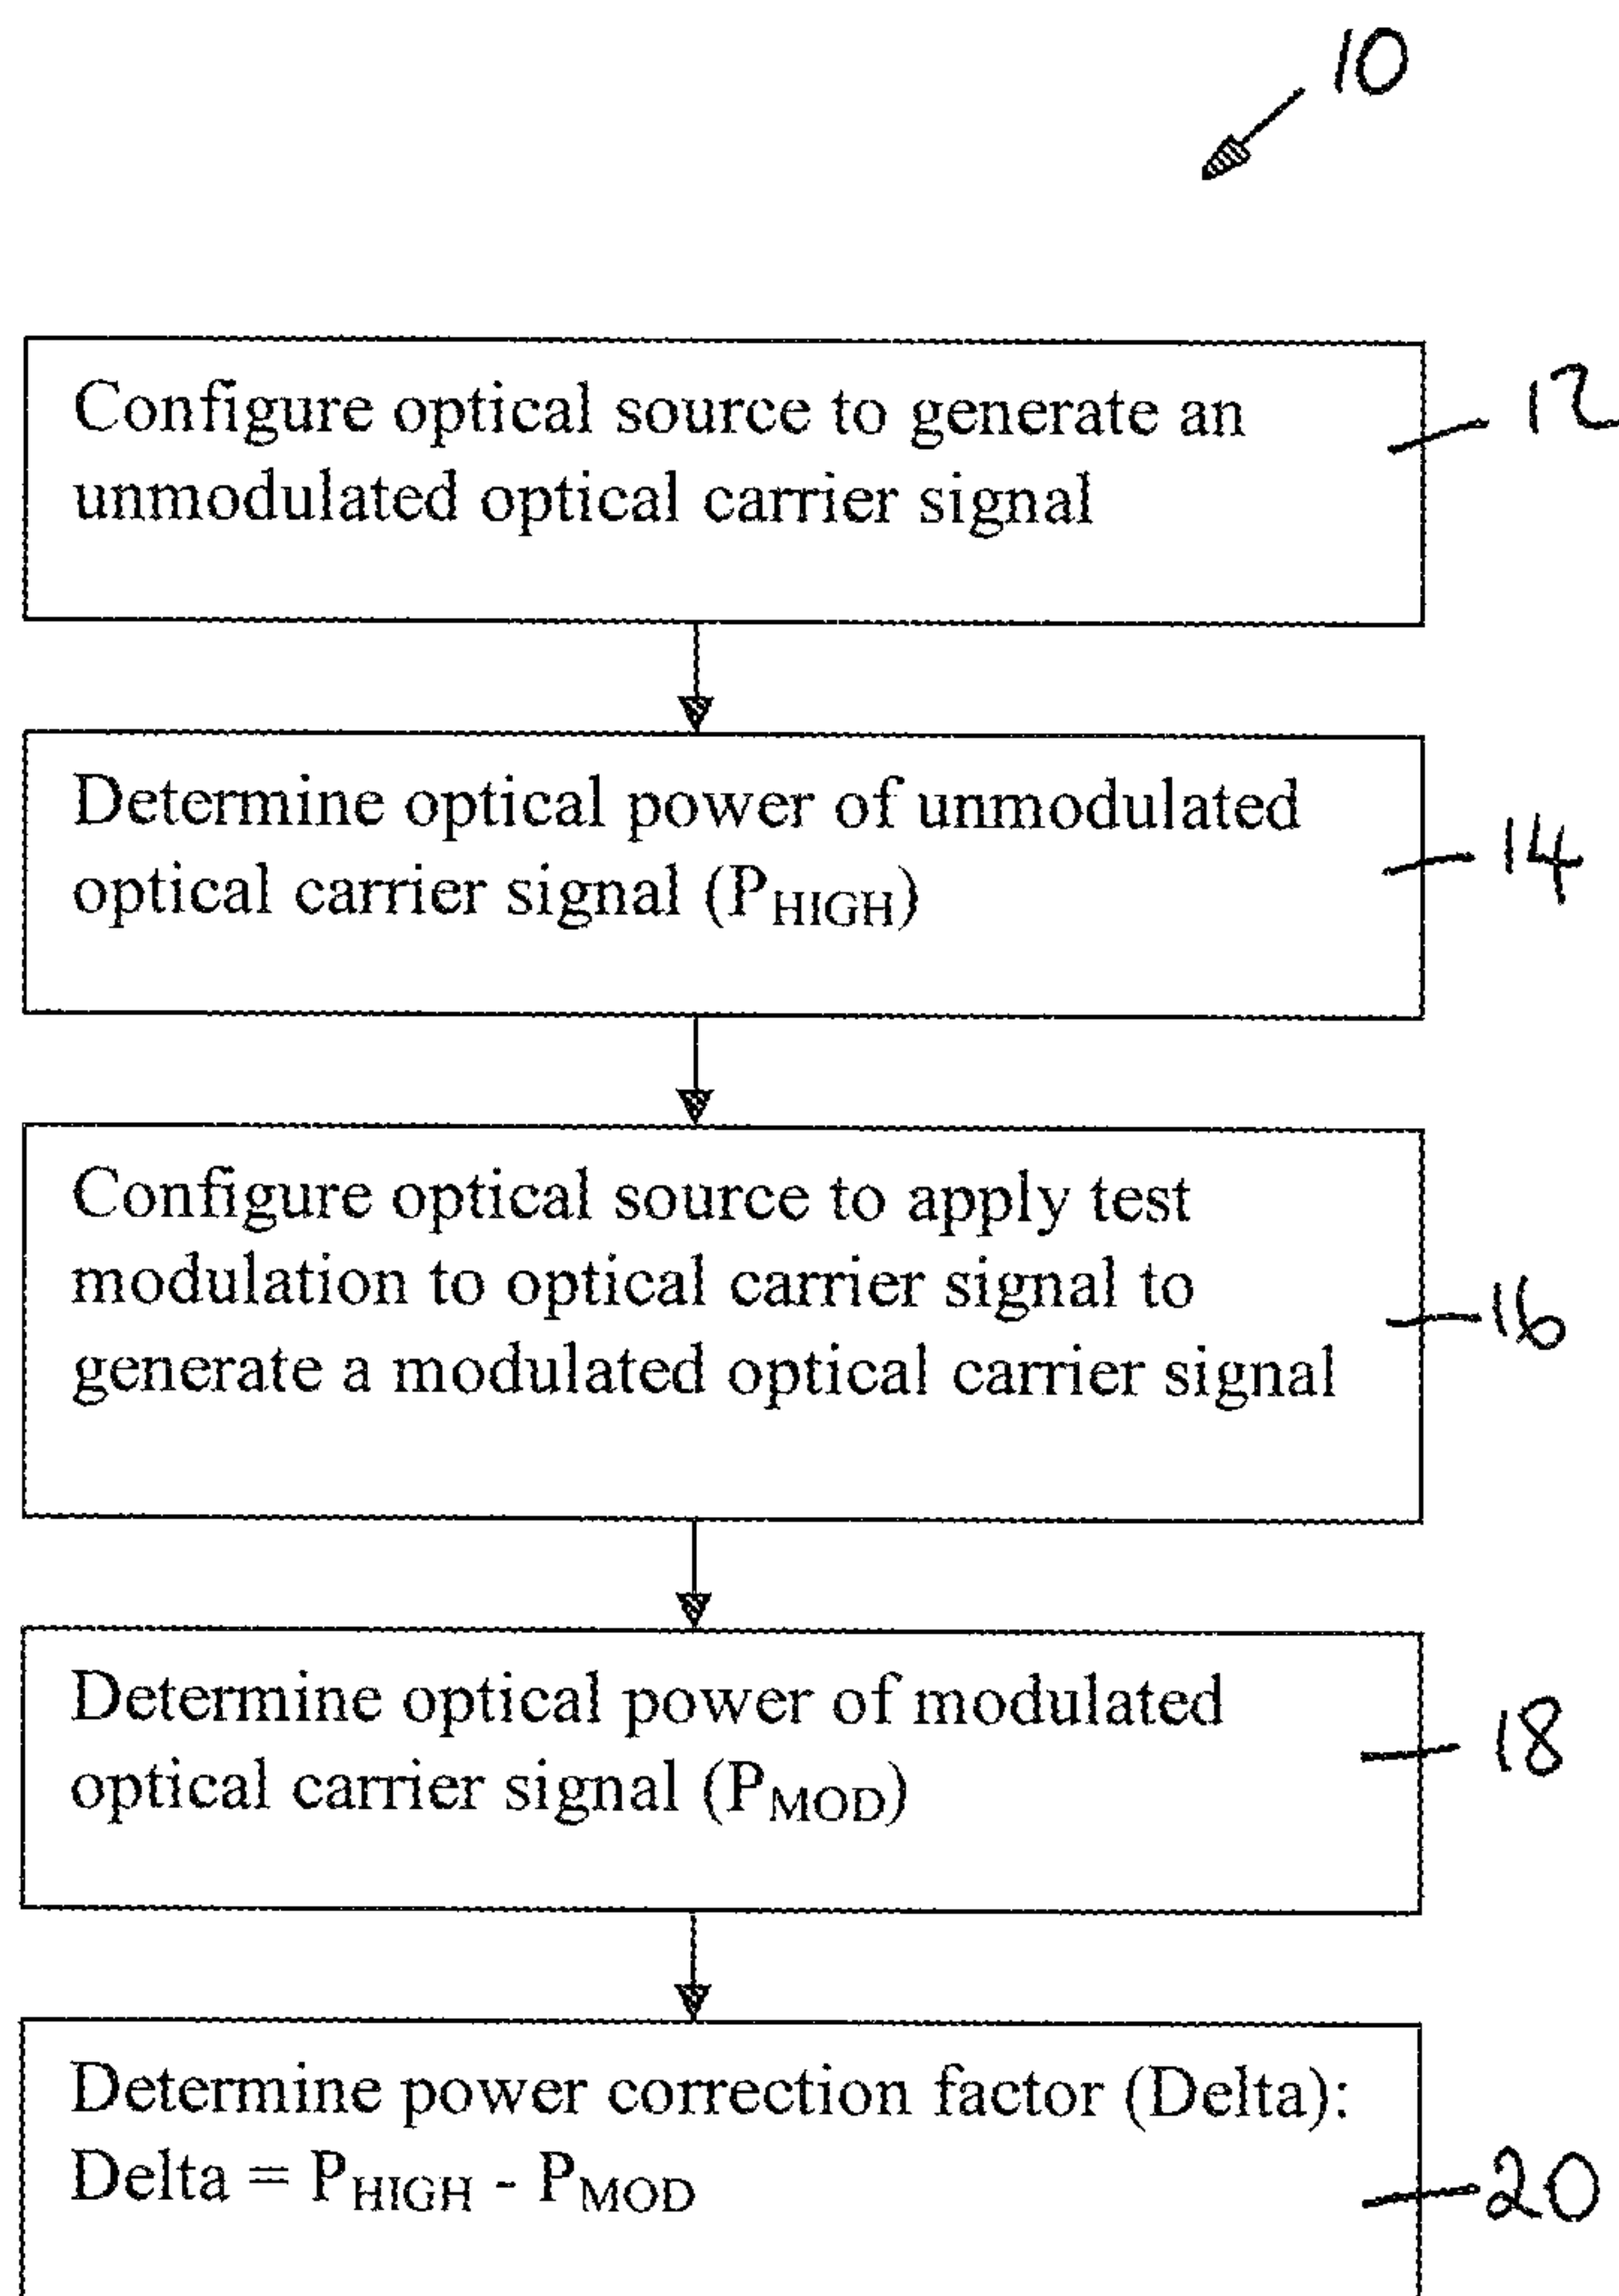 10
Configure optical source to generate an
unmodulated optical carrier signal
12
Determine optical power of unmodulated
optical carrier signal (PHIGH)
14
Configure optical source to apply test
modulation to optical carrier signal to
generate a modulated optical carrier signal
16
Determine optical power of modulated
optical carrier signal (PMOD)
18
Determine power correction factor (Delta):
Delta = PHIGH - PMOD
20